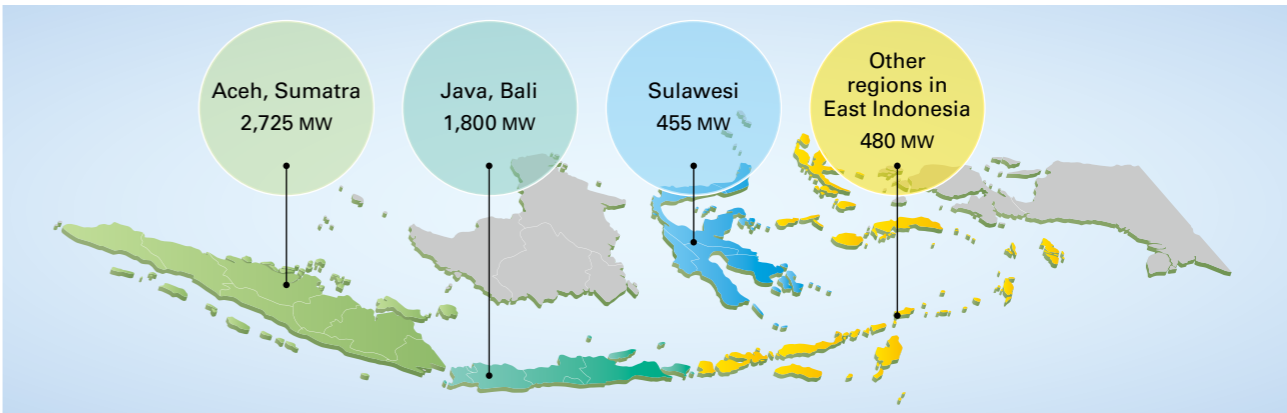 Aceh, Sumatra
2,725 MW
Java, Bali
1,800 MW
Sulawesi
455 MW
Other
regions in
East Indonesia
480 MW